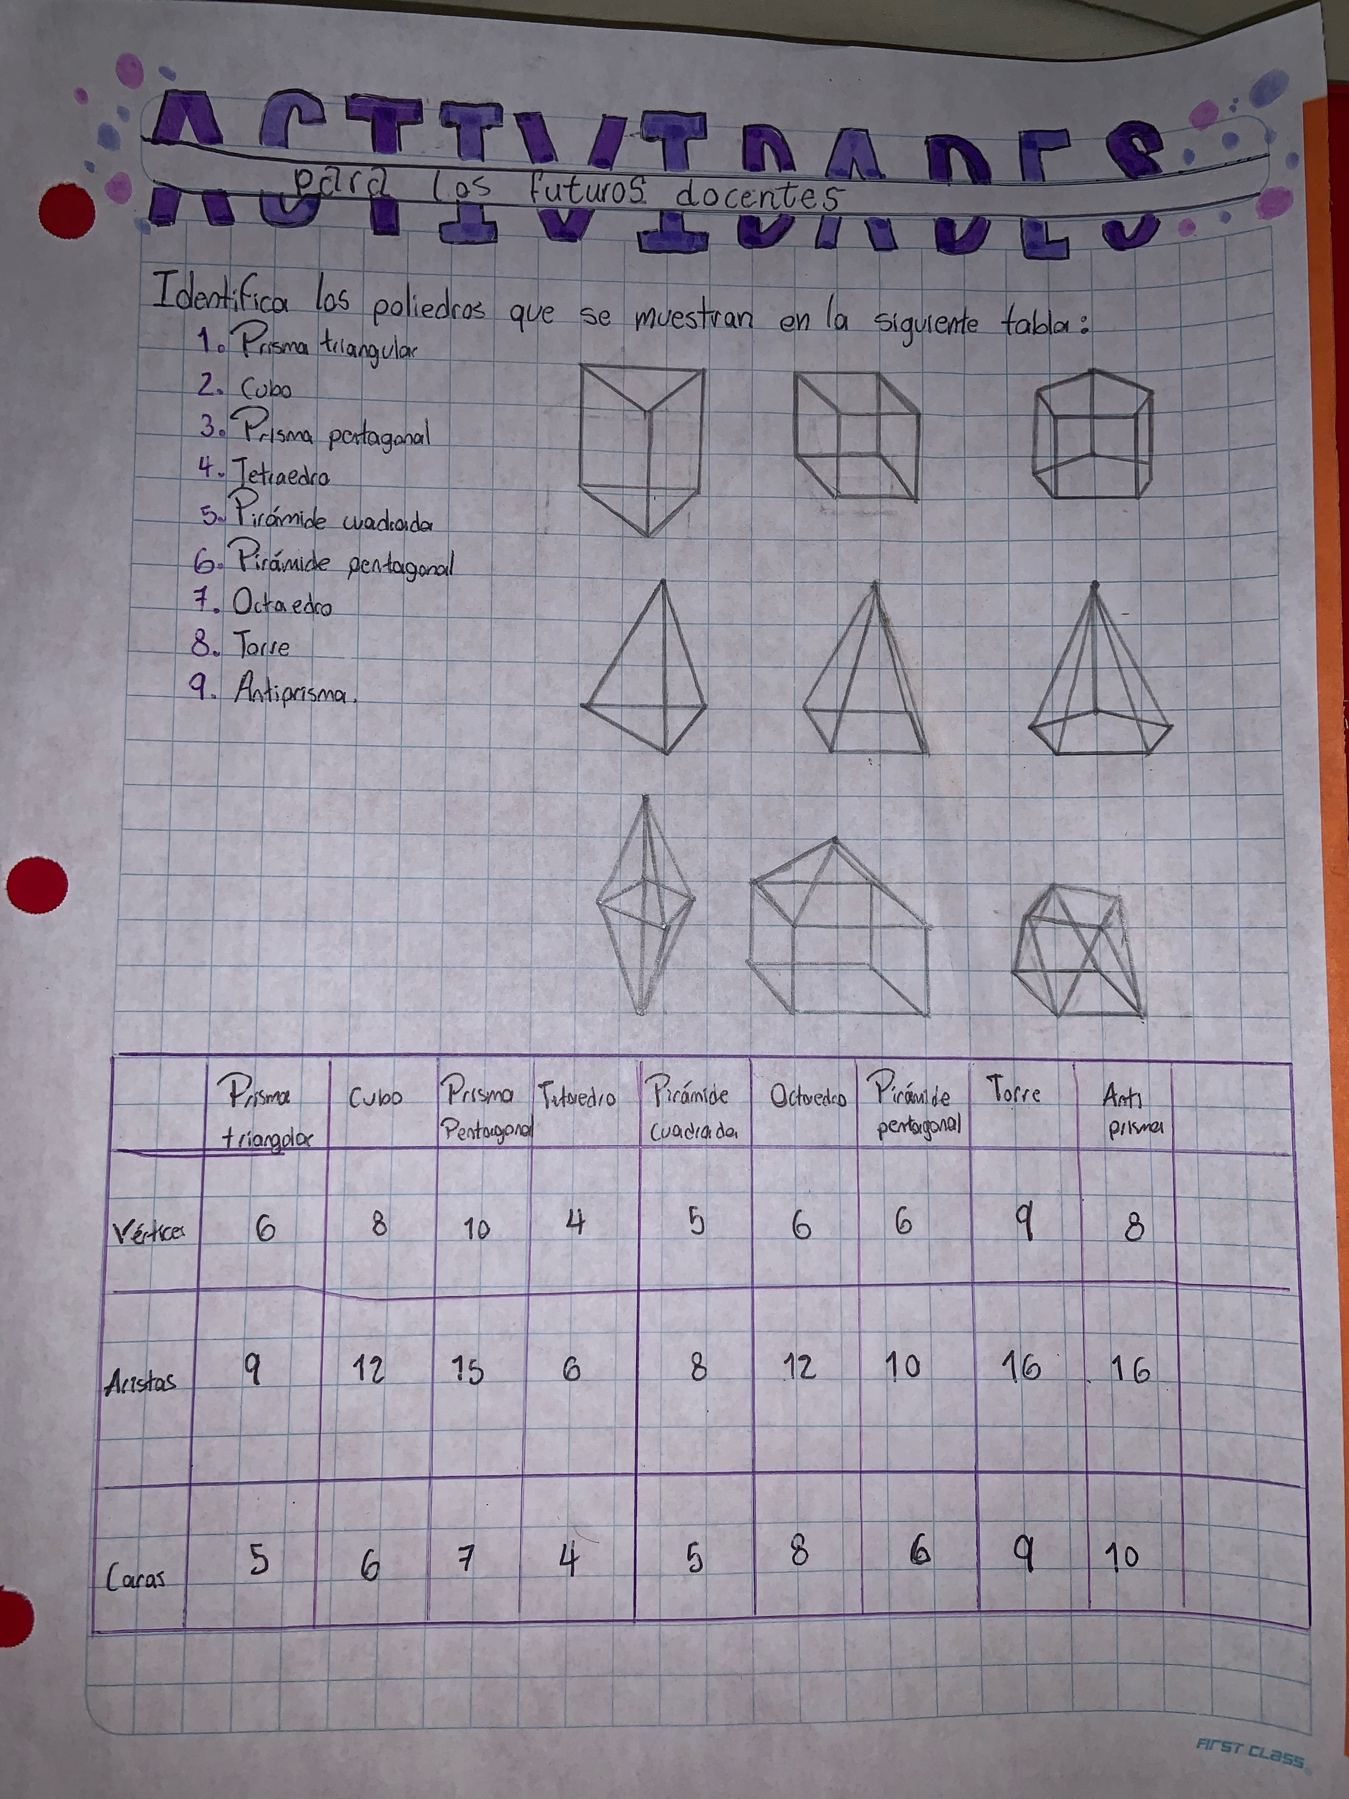 ACTIVIDADES
para los futuros docentes
Identifica los poliedros que se muestran en la siguiente tabla:
1. Prisma triangular
2. Cubo
3. Prisma pentagonal
4. Tetraedro
5. Pirámide cuadrada
6. Pirámide pentagonal
7. Octaedro
8. Torre
9. Antiprisma.
Prisma triangular Cubo Prisma Pentagonal Tetraedro Pirámide cuadrada Octaedro Pirámide pentagonal Torre Anti prisma
Vértices 6 8 10 4 5 6 6 9 8
Aristas 9 12 15 6 8 12 10 16 16
Caras 5 6 7 4 5 8 6 9 10
FIRST CLASS